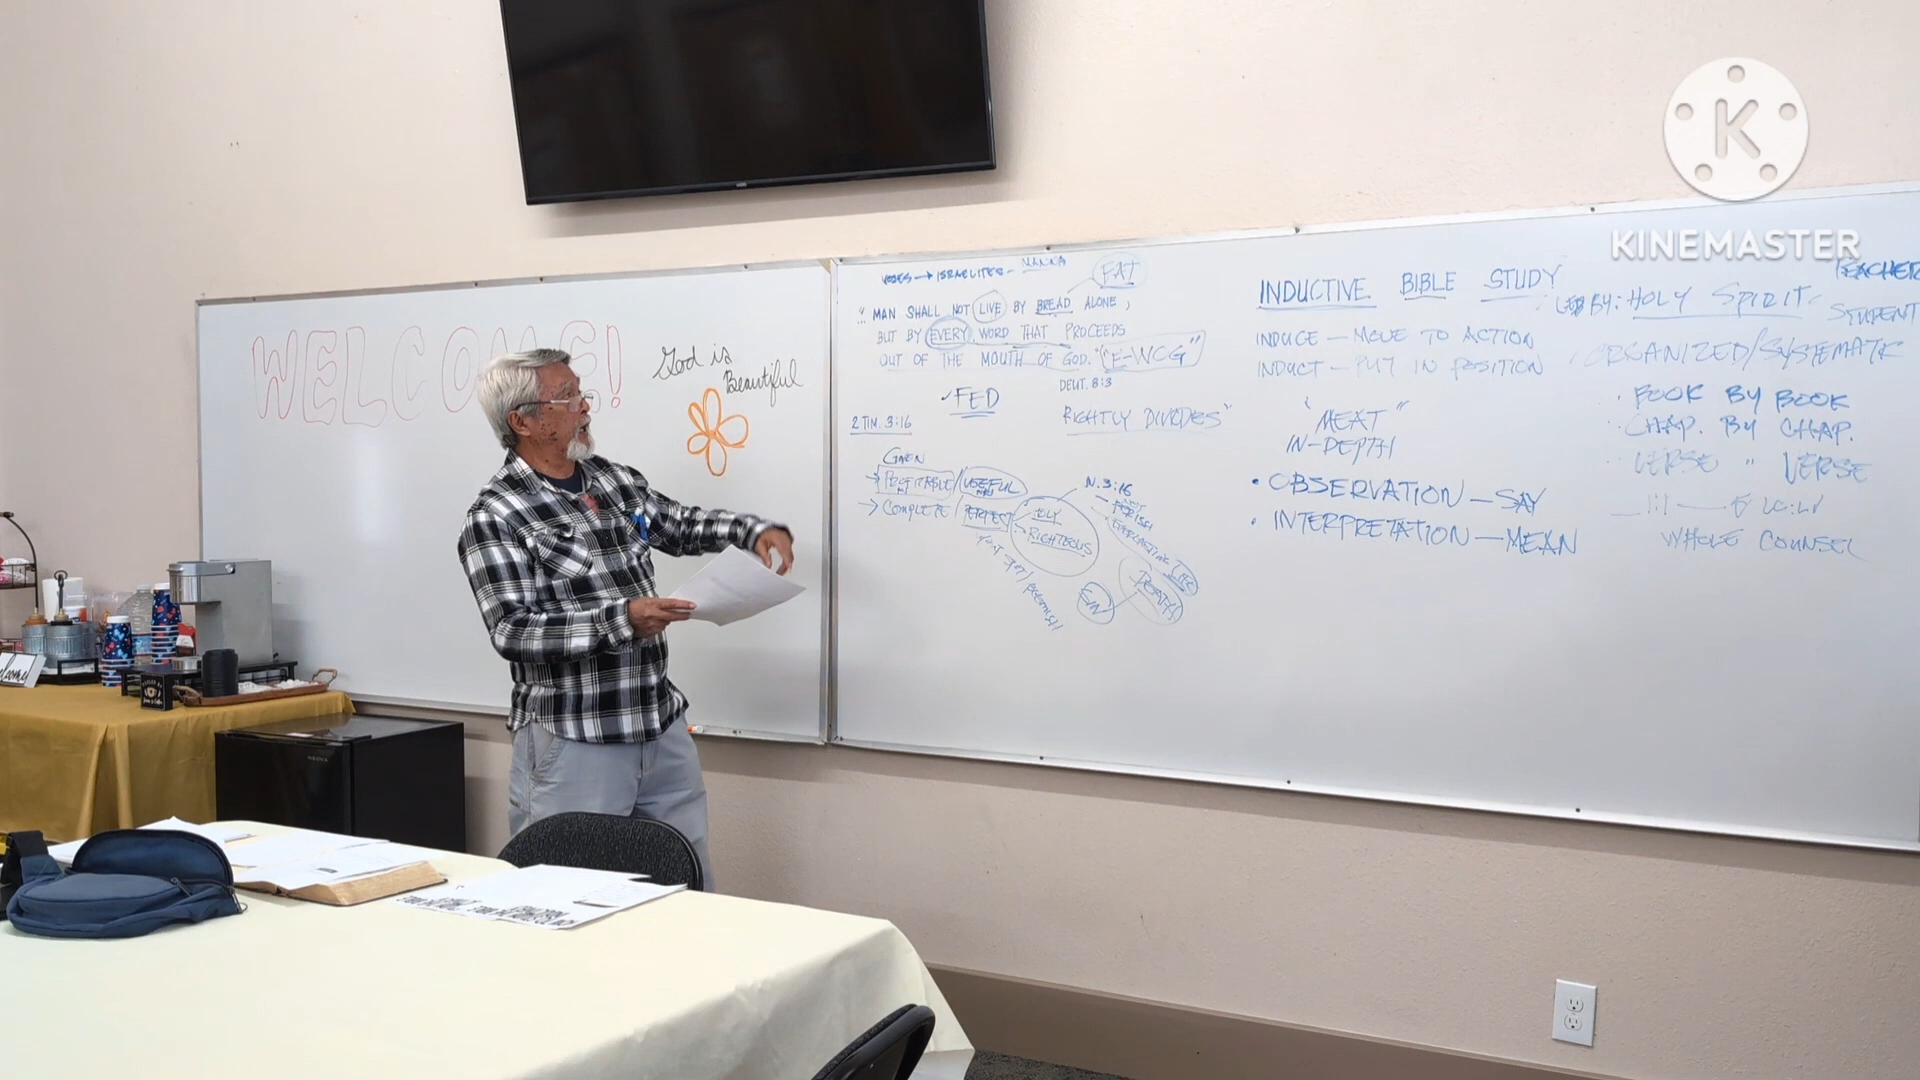 KINEMASTER
WELCOME!
God is
Beautiful
MOSES → ISRAELITES - MANNA
EAT
"MAN SHALL NOT LIVE BY BREAD ALONE,
BUT BY EVERY WORD THAT PROCEEDS
OUT OF THE MOUTH OF GOD." "(E-WCG"
DEUT. 8:3
✓FED
RIGHTLY DIVIDES"
2 TIM. 3:16
GIVEN
→ PROFITABLE / USEFUL
→ COMPLETE / PERFECT
HOLY
RIGHTEOUS
N. 3:16
NOT
PERISH
EVERLASTING LIFE
SIN
DEATH
INDUCTIVE BIBLE STUDY
INDUCE — MOVE TO ACTION
INDUCT — PUT IN POSITION
"MEAT"
IN-DEPTH
• OBSERVATION — SAY
• INTERPRETATION — MEAN
TEACHER
LED BY: HOLY SPIRIT
STUDENT
ORGANIZED/SYSTEMATIC
• BOOK BY BOOK
• CHAP. BY CHAP.
VERSE " VERSE
WHOLE COUNSEL